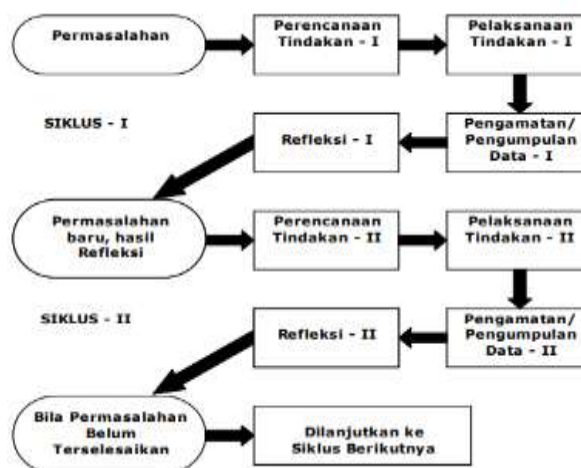 Permasalahan
Perencanaan
Tindakan - I
Pelaksanaan
Tindakan - I
SIKLUS - I
Refleksi - I
Pengamatan/
Pengumpulan
Data - I
Permasalahan
baru, hasil
Refleksi
Perencanaan
Tindakan - II
Pelaksanaan
Tindakan - II
SIKLUS - II
Refleksi - II
Pengamatan/
Pengumpulan
Data - II
Bila Permasalahan
Belum
Terselesaikan
Dilanjutkan ke
Siklus Berikutnya